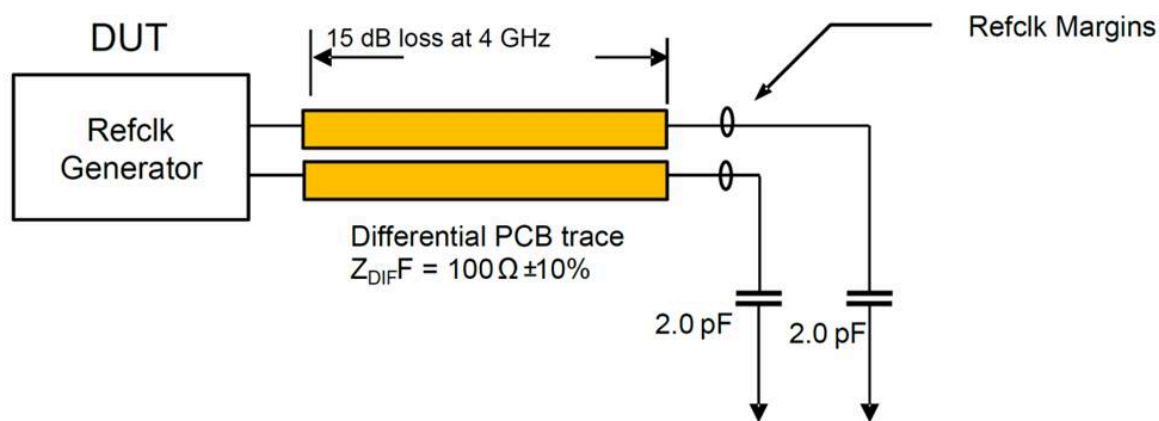 DUT
15 dB loss at 4 GHz
Refclk Margins
Refclk
Generator
Differential PCB trace
Z_DIFF = 100 Ω ±10%
2.0 pF
2.0 pF